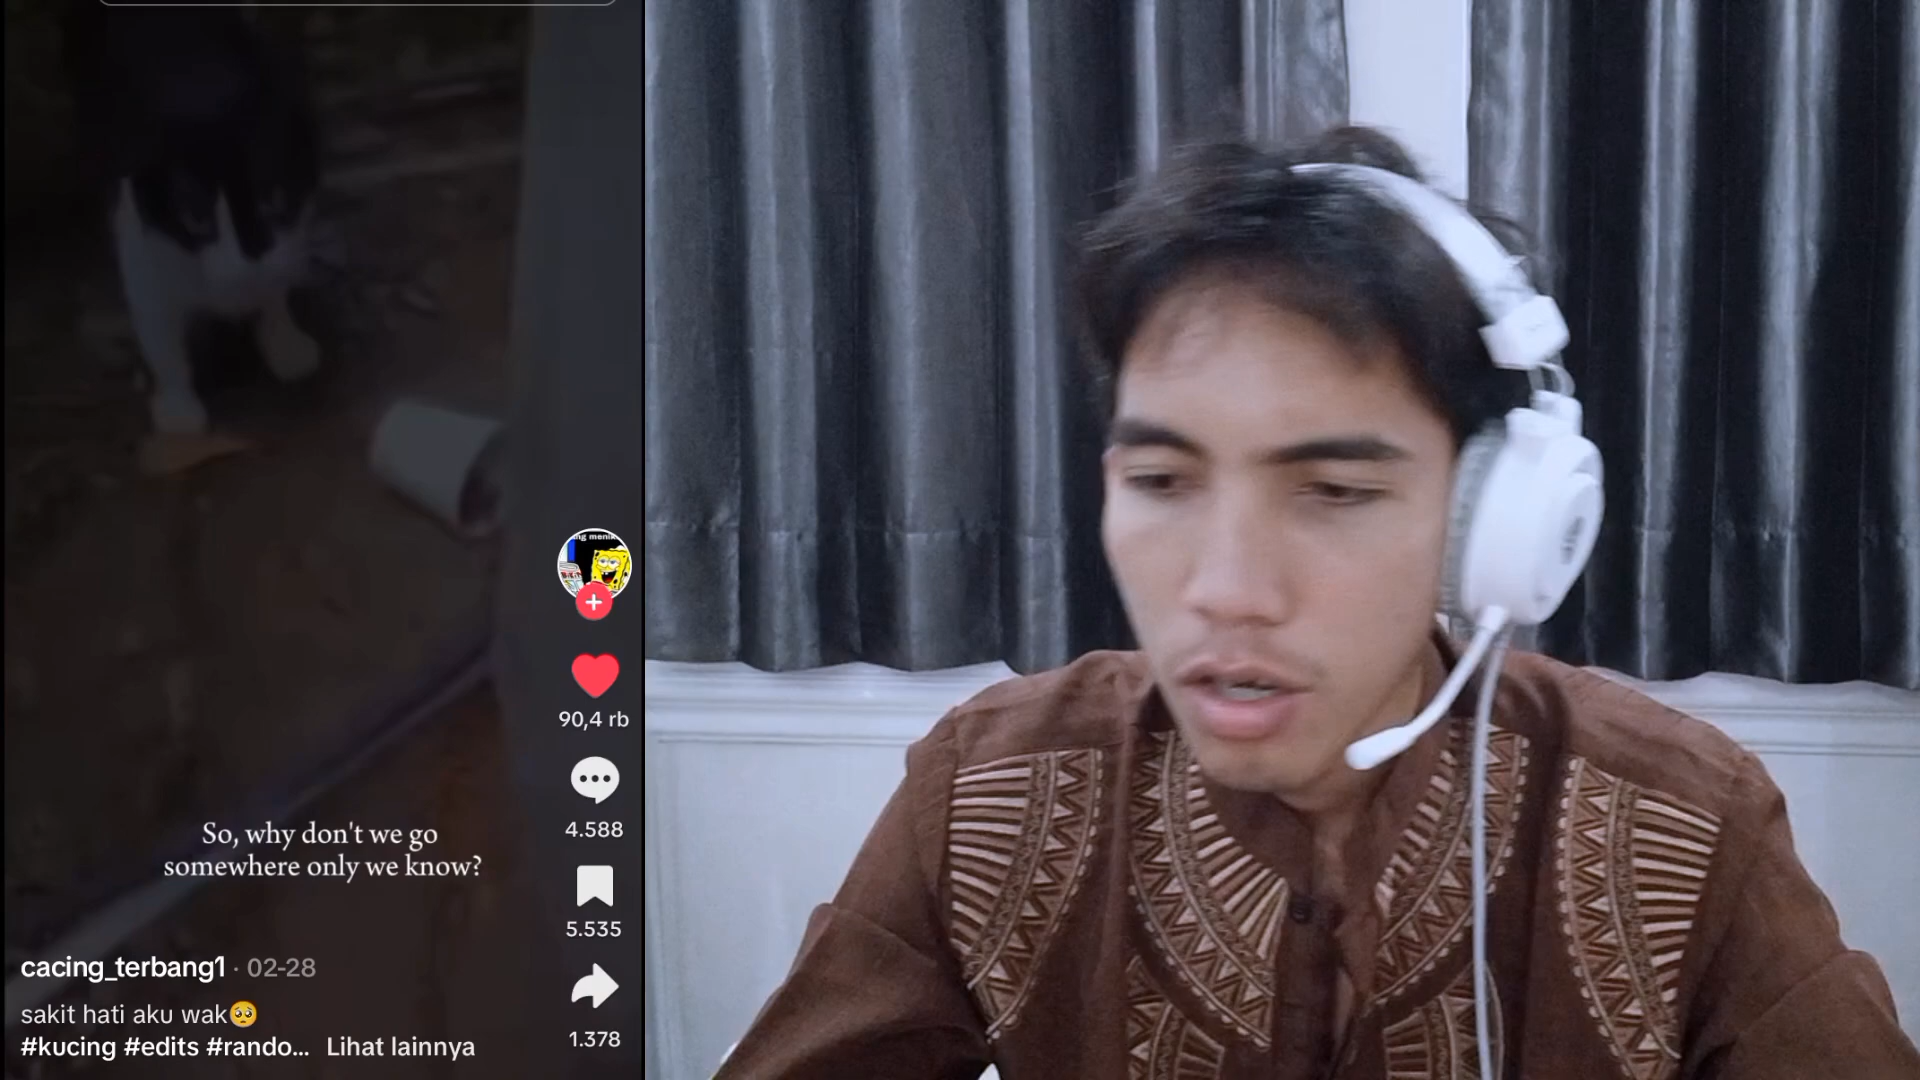 So, why don't we go
somewhere only we know?
90,4 rb
4.588
5.535
1.378
cacing_terbang1 · 02-28
sakit hati aku wak🥺
#kucing #edits #rando... Lihat lainnya